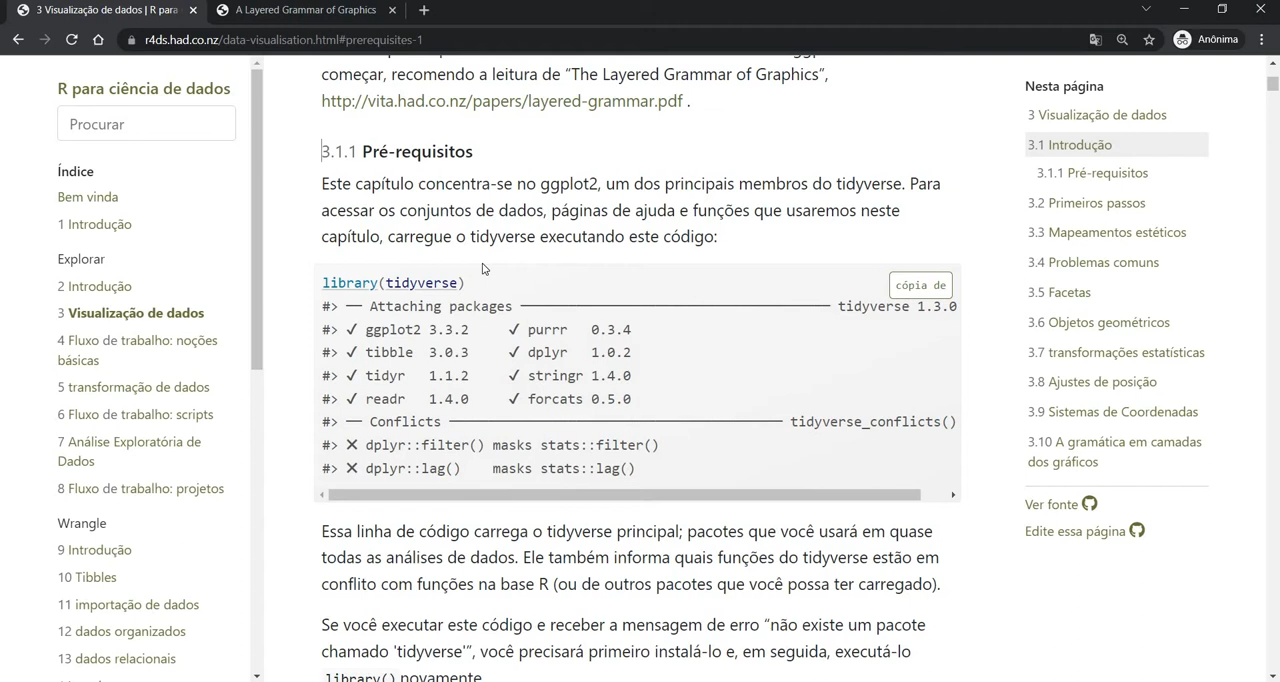 3 Visualização de dados | R para
A Layered Grammar of Graphics
r4ds.had.co.nz/data-visualisation.html#prerequisites-1
Anônima
R para ciência de dados
Procurar
Índice
Bem vinda
1 Introdução
Explorar
2 Introdução
3 Visualização de dados
4 Fluxo de trabalho: noções
básicas
5 transformação de dados
6 Fluxo de trabalho: scripts
7 Análise Exploratória de
Dados
8 Fluxo de trabalho: projetos
Wrangle
9 Introdução
10 Tibbles
11 importação de dados
12 dados organizados
13 dados relacionais
começar, recomendo a leitura de “The Layered Grammar of Graphics”,
http://vita.had.co.nz/papers/layered-grammar.pdf .
3.1.1 Pré-requisitos
Este capítulo concentra-se no ggplot2, um dos principais membros do tidyverse. Para
acessar os conjuntos de dados, páginas de ajuda e funções que usaremos neste
capítulo, carregue o tidyverse executando este código:
cópia de
library(tidyverse)
#> ── Attaching packages ─────────────────── tidyverse 1.3.0
#> ✓ ggplot2 3.3.2 ✓ purrr 0.3.4
#> ✓ tibble 3.0.3 ✓ dplyr 1.0.2
#> ✓ tidyr 1.1.2 ✓ stringr 1.4.0
#> ✓ readr 1.4.0 ✓ forcats 0.5.0
#> ── Conflicts ─────────────────── tidyverse_conflicts()
#> ✗ dplyr::filter() masks stats::filter()
#> ✗ dplyr::lag() masks stats::lag()
Essa linha de código carrega o tidyverse principal; pacotes que você usará em quase
todas as análises de dados. Ele também informa quais funções do tidyverse estão em
conflito com funções na base R (ou de outros pacotes que você possa ter carregado).
Se você executar este código e receber a mensagem de erro “não existe um pacote
chamado 'tidyverse'”, você precisará primeiro instalá-lo e, em seguida, executá-lo
library() novamente
Nesta página
3 Visualização de dados
3.1 Introdução
3.1.1 Pré-requisitos
3.2 Primeiros passos
3.3 Mapeamentos estéticos
3.4 Problemas comuns
3.5 Facetas
3.6 Objetos geométricos
3.7 transformações estatísticas
3.8 Ajustes de posição
3.9 Sistemas de Coordenadas
3.10 A gramática em camadas
dos gráficos
Ver fonte
Edite essa página